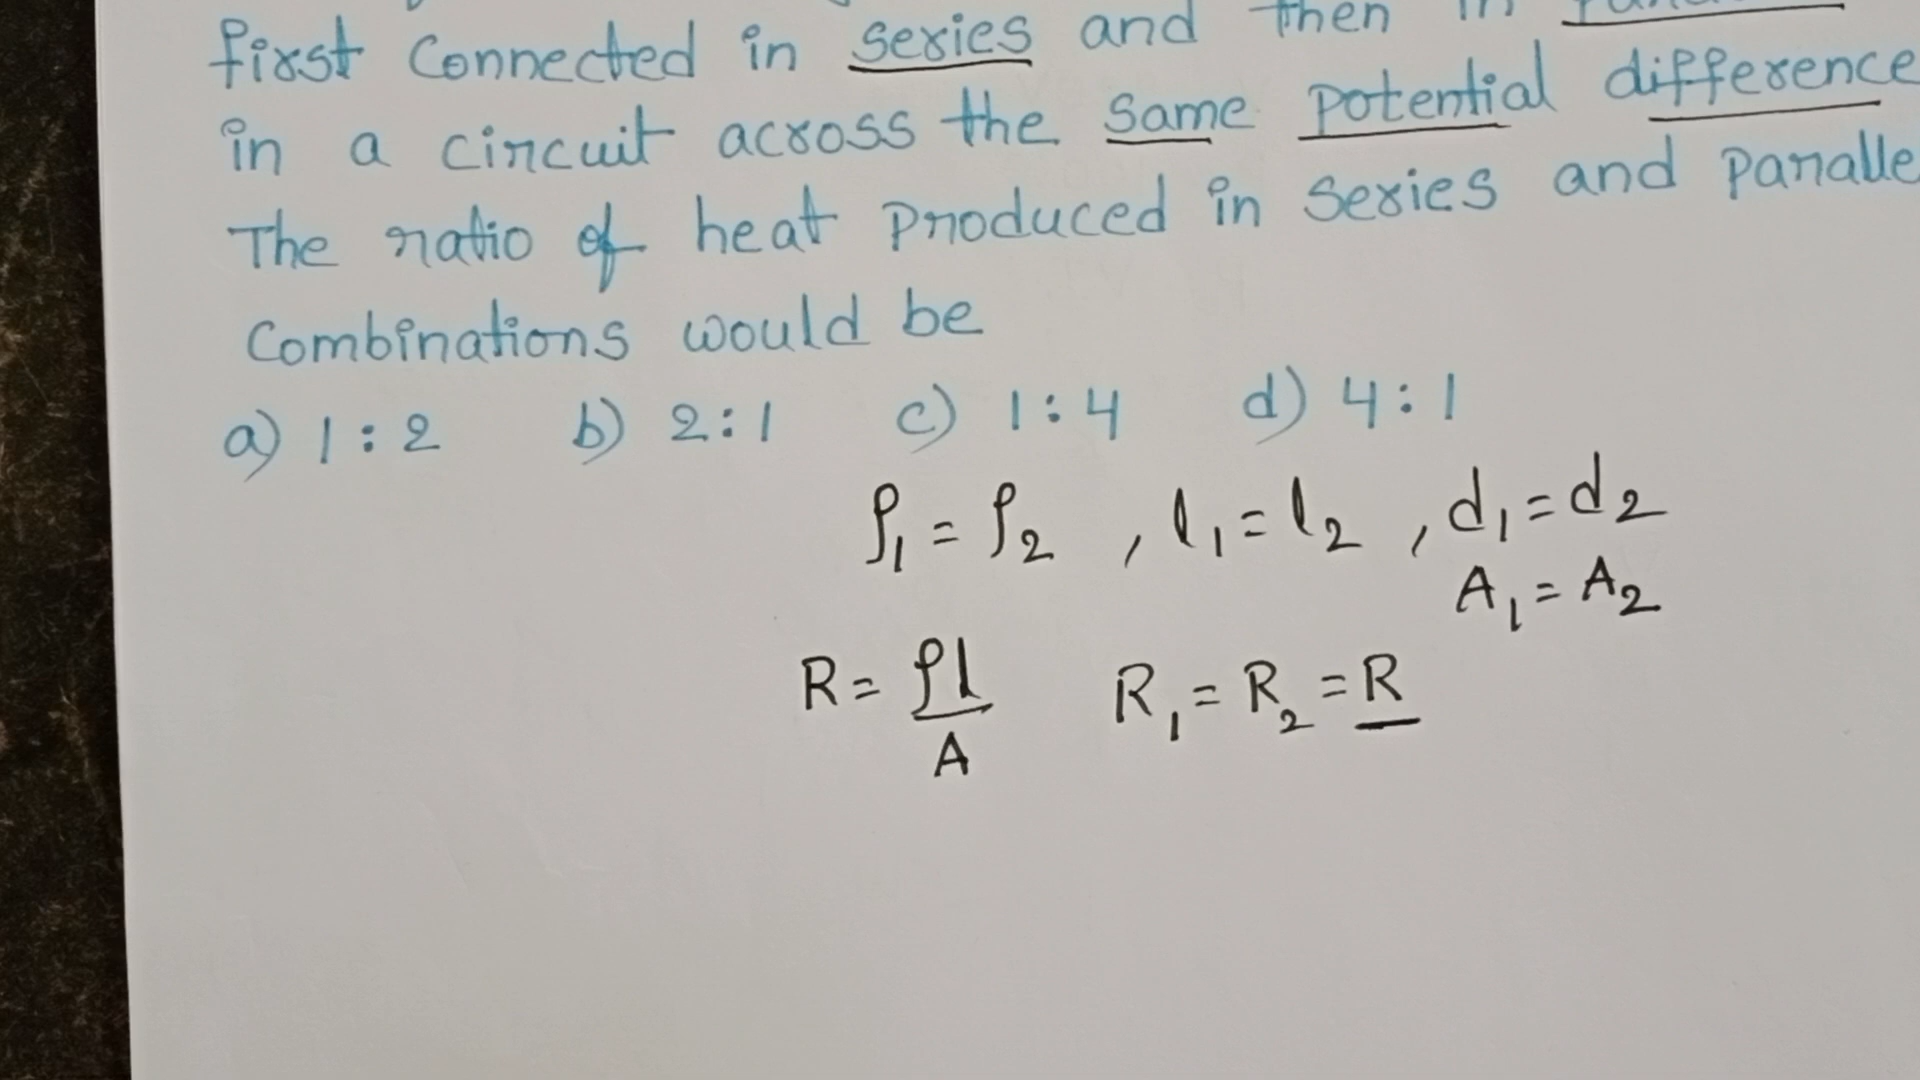 first connected in series and then in
in a circuit across the same potential difference
The ratio of heat produced in series and paralle
Combinations would be
a) 1 : 2 b) 2 : 1 c) 1 : 4 d) 4 : 1
ρ₁ = ρ₂ , l₁ = l₂ , d₁ = d₂
A₁ = A₂
R = ρl/A R₁ = R₂ = R